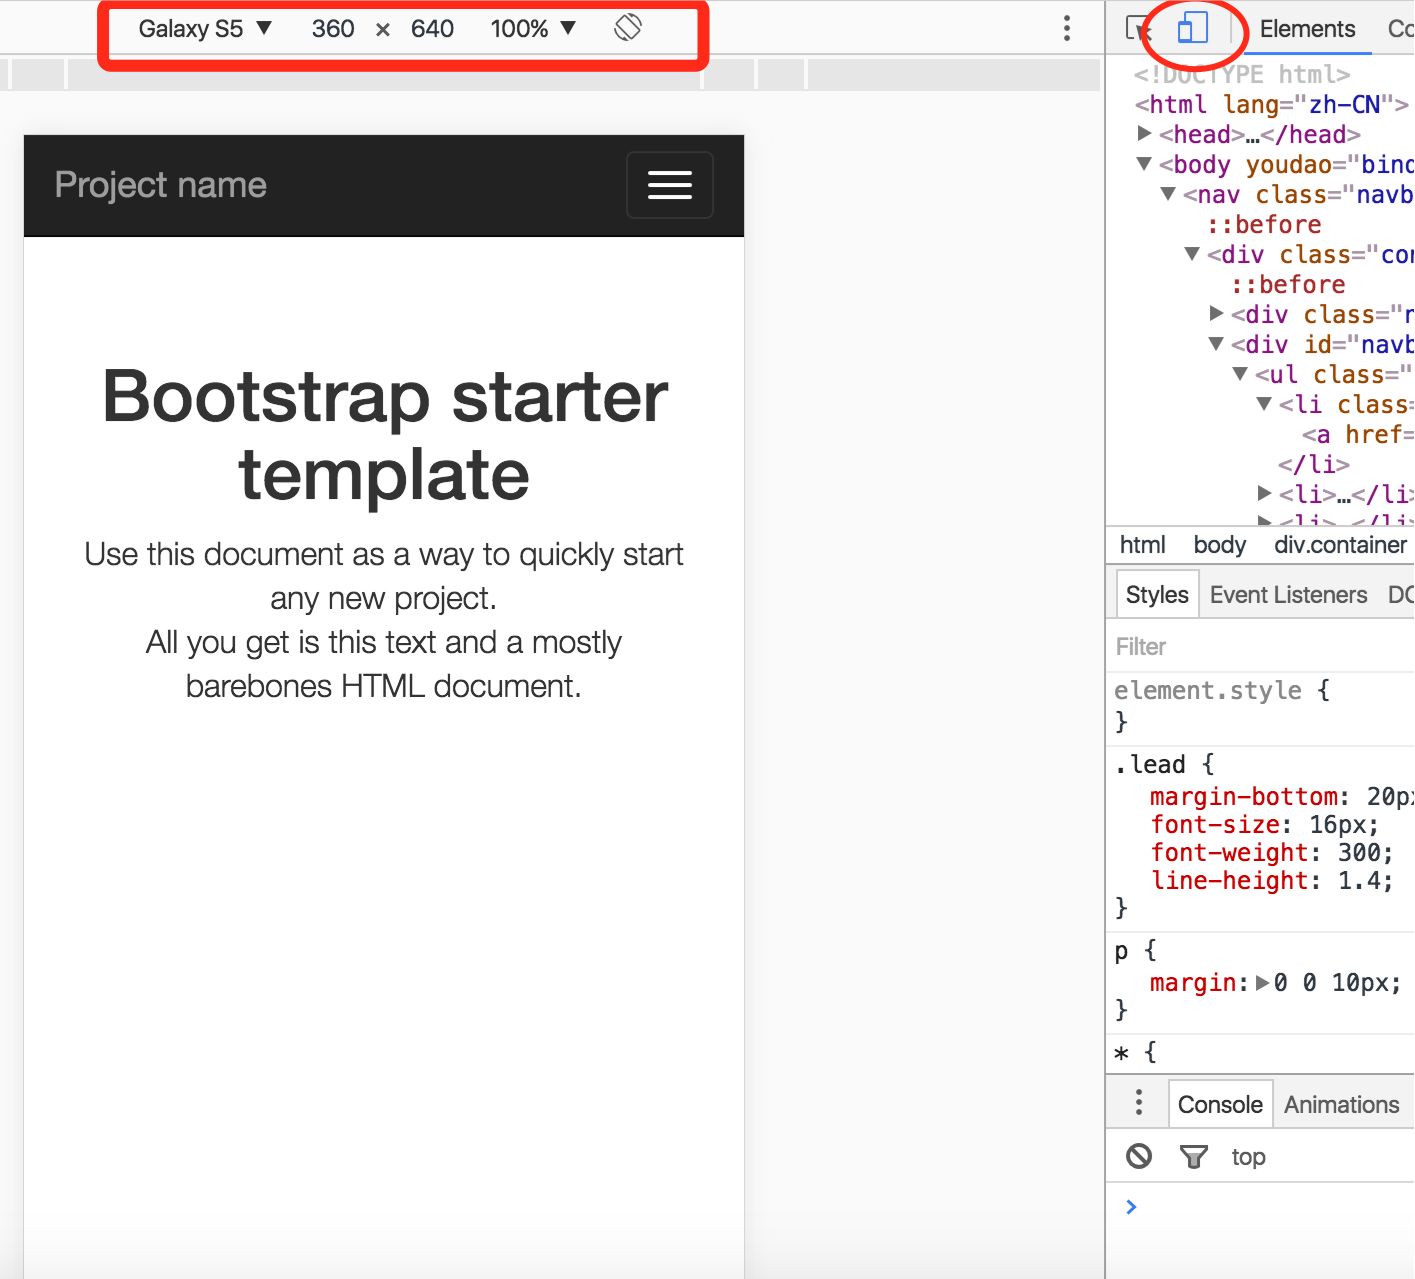 Galaxy S5 ▼ 360 × 640 100% ▼
Project name
Bootstrap starter
template
Use this document as a way to quickly start
any new project.
All you get is this text and a mostly
barebones HTML document.
Elements Co
<!DOCTYPE html>
<html lang="zh-CN">
▶<head>…</head>
▼<body youdao="bind
▼<nav class="navb
::before
▼<div class="con
::before
▶<div class="n
▼<div id="navb
▼<ul class="
▼<li class=
<a href=
</li>
▶<li>…</li>
▶<li>…</li>
html body div.container
Styles Event Listeners DO
Filter
element.style {
}
.lead {
margin-bottom: 20px
font-size: 16px;
font-weight: 300;
line-height: 1.4;
}
p {
margin:▶0 0 10px;
}
* {
Console Animations
top
>